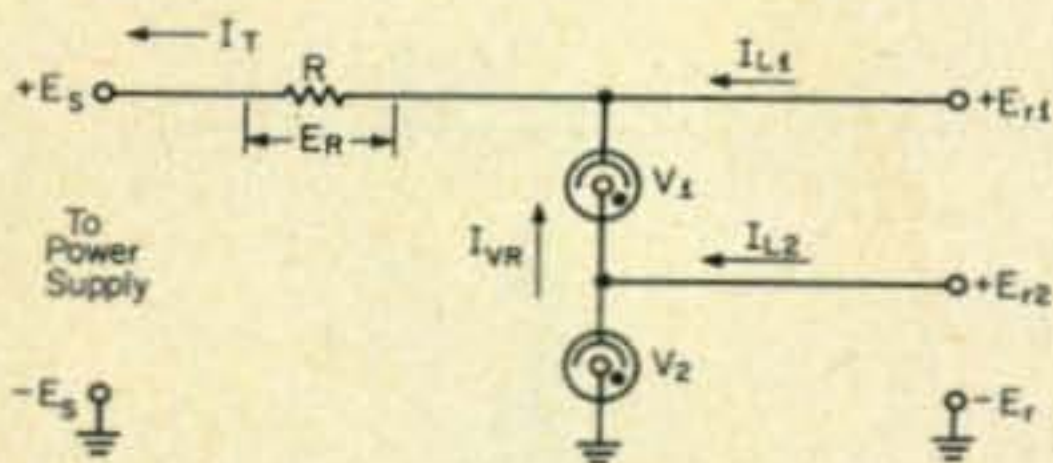 I_T
R
+E_S
E_R
I_L1
+E_r1
V_1
To
Power
Supply
I_VR
I_L2
+E_r2
V_2
-E_S
-E_r